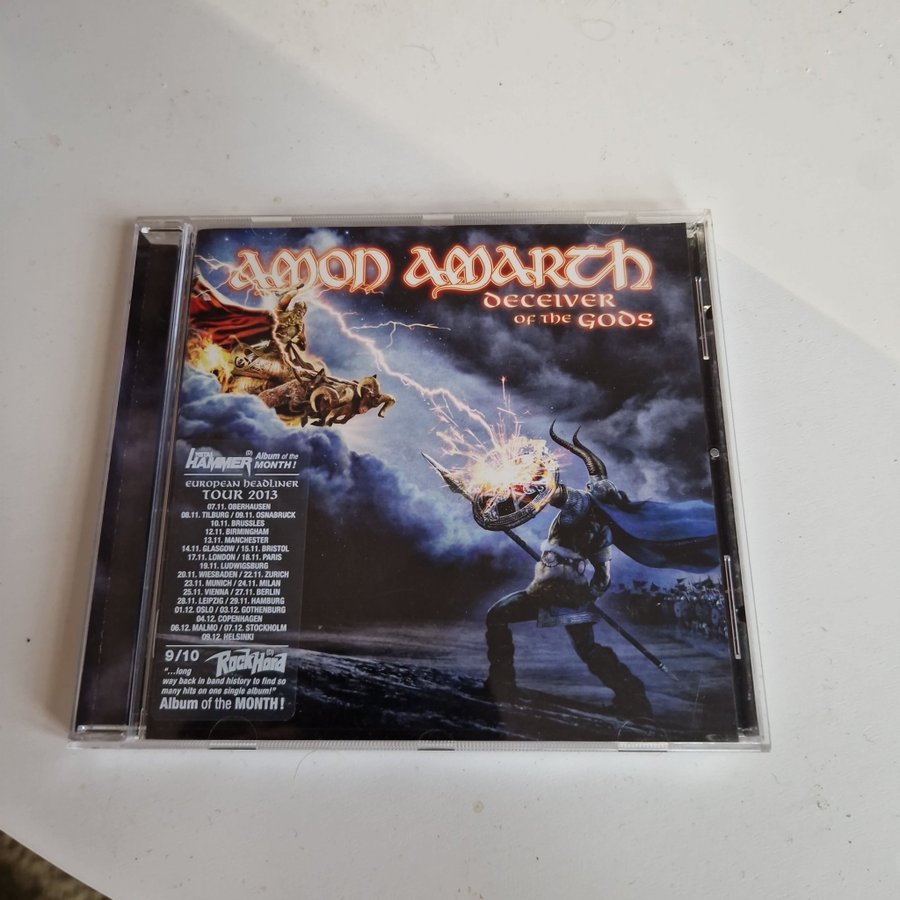 AMON AMARTH
DECEIVER
OF THE GODS
METAL HAMMER (D) Album of the
MONTH!
EUROPEAN HEADLINER
TOUR 2013
07.11. OBERHAUSEN
08.11. TILBURG / 09.11. OSNABRUCK
10.11. BRUSSLES
12.11. BIRMINGHAM
13.11. MANCHESTER
14.11. GLASGOW / 15.11. BRISTOL
17.11. LONDON / 18.11. PARIS
19.11. LUDWIGSBURG
20.11. WIESBADEN / 22.11. ZURICH
23.11. MUNICH / 24.11. MILAN
25.11. VIENNA / 27.11. BERLIN
28.11. LEIPZIG / 29.11. HAMBURG
01.12. OSLO / 03.12. GOTHENBURG
04.12. COPENHAGEN
06.12. MALMO / 07.12. STOCKHOLM
09.12. HELSINKI
9/10 RockHard (D)
"...long
way back in band history to find so
many hits on one single album!"
Album of the MONTH!